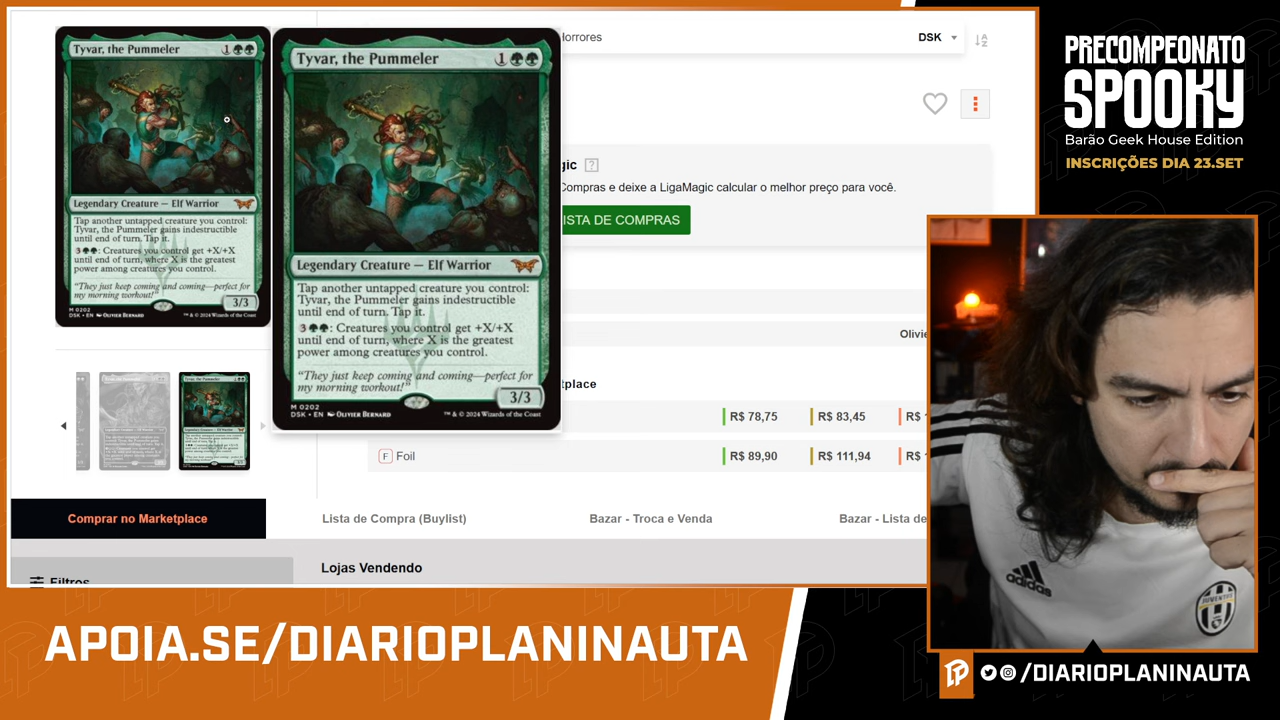 Tyvar, the Pummeler
1
Legendary Creature — Elf Warrior
Tap another untapped creature you control:
Tyvar, the Pummeler gains indestructible
until end of turn. Tap it.
3 : Creatures you control get +X/+X
until end of turn, where X is the greatest
power among creatures you control.
"They just keep coming and coming—perfect for
my morning workout!"
3/3
M 0202
DSK • EN OLIVIER BERNARD
™ & © 2024 Wizards of the Coast
Tyvar, the Pummeler
1
Legendary Creature — Elf Warrior
Tap another untapped creature you control:
Tyvar, the Pummeler gains indestructible
until end of turn. Tap it.
3 : Creatures you control get +X/+X
until end of turn, where X is the greatest
power among creatures you control.
"They just keep coming and coming—perfect for
my morning workout!"
3/3
M 0202
DSK • EN OLIVIER BERNARD
™ & © 2024 Wizards of the Coast
Horrores
DSK
gic ?
Compras e deixe a LigaMagic calcular o melhor preço para você.
ISTA DE COMPRAS
Olivie
tplace
R$ 78,75
R$ 83,45
R$
F Foil
R$ 89,90
R$ 111,94
R$
Comprar no Marketplace
Lista de Compra (Buylist)
Bazar - Troca e Venda
Bazar - Lista de
Filtros
Lojas Vendendo
PRECOMPEONATO
SPOOKY
Barão Geek House Edition
INSCRIÇÕES DIA 23.SET
adidas
JUVENTUS
APOIA.SE/DIARIOPLANINAUTA
/DIARIOPLANINAUTA